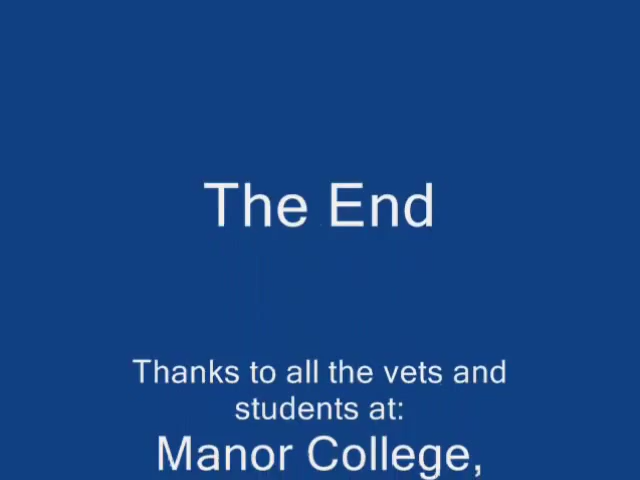 The End
Thanks to all the vets and
students at:
Manor College,